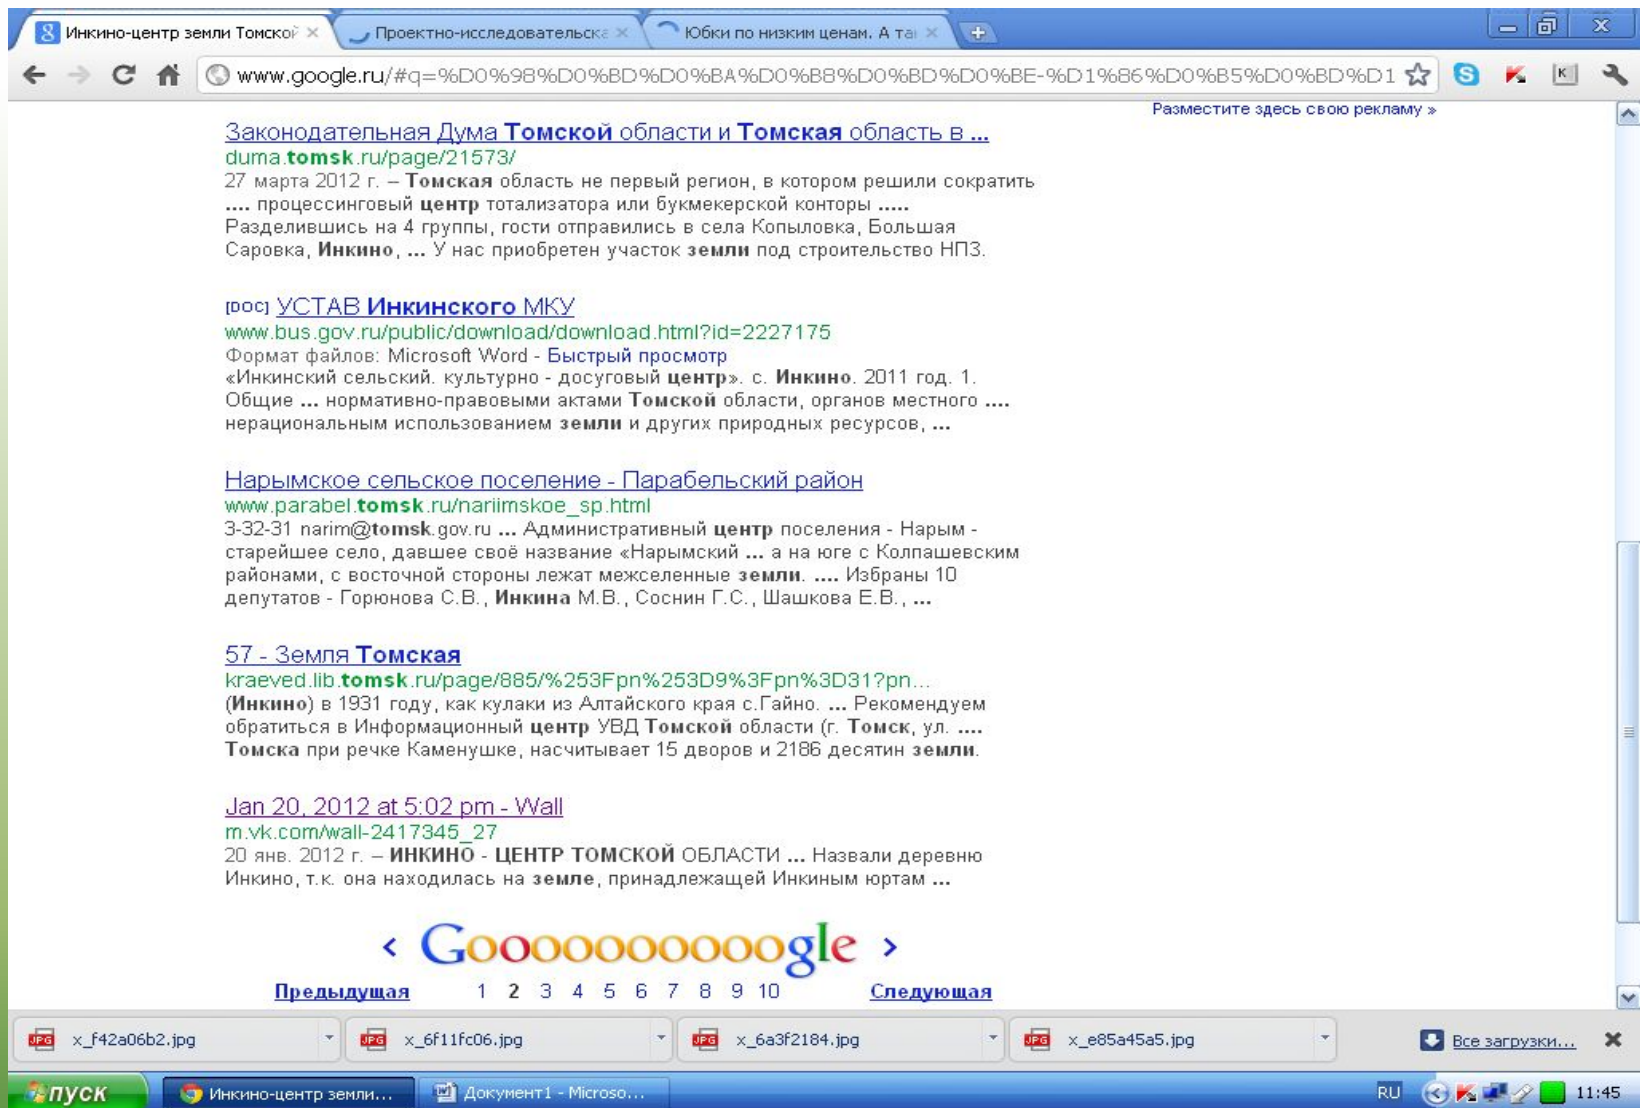 Инкино-центр земли Томской
Проектно-исследовательска
Юбки по низким ценам. А та
www.google.ru/#q=%D0%98%D0%BD%D0%BA%D0%B8%D0%BD%D0%BE-%D1%86%D0%B5%D0%BD%D1
Разместите здесь свою рекламу »
Законодательная Дума Томской области и Томская область в ...
duma.tomsk.ru/page/21573/
27 марта 2012 г. – Томская область не первый регион, в котором решили сократить
.... процессинговый центр тотализатора или букмекерской конторы .....
Разделившись на 4 группы, гости отправились в села Копыловка, Большая
Саровка, Инкино, ... У нас приобретен участок земли под строительство НПЗ.
[DOC] УСТАВ Инкинского МКУ
www.bus.gov.ru/public/download/download.html?id=2227175
Формат файлов: Microsoft Word - Быстрый просмотр
«Инкинский сельский. культурно - досуговый центр». с. Инкино. 2011 год. 1.
Общие ... нормативно-правовыми актами Томской области, органов местного ....
нерациональным использованием земли и других природных ресурсов, ...
Нарымское сельское поселение - Парабельский район
www.parabel.tomsk.ru/nariimskoe_sp.html
3-32-31 narim@tomsk.gov.ru ... Административный центр поселения - Нарым -
старейшее село, давшее своё название «Нарымский ... а на юге с Колпашевским
районами, с восточной стороны лежат межселенные земли. .... Избраны 10
депутатов - Горюнова С.В., Инкина М.В., Соснин Г.С., Шашкова Е.В., ...
57 - Земля Томская
kraeved.lib.tomsk.ru/page/885/%253Fpn%253D9%3Fpn%3D31?pn...
(Инкино) в 1931 году, как кулаки из Алтайского края с.Гайно. ... Рекомендуем
обратиться в Информационный центр УВД Томской области (г. Томск, ул. ....
Томска при речке Каменушке, насчитывает 15 дворов и 2186 десятин земли.
Jan 20, 2012 at 5:02 pm - Wall
m.vk.com/wall-2417345_27
20 янв. 2012 г. – ИНКИНО - ЦЕНТР ТОМСКОЙ ОБЛАСТИ ... Назвали деревню
Инкино, т.к. она находилась на земле, принадлежащей Инкиным юртам ...
< Goooooooooogle >
Предыдущая 1 2 3 4 5 6 7 8 9 10 Следующая
x_f42a06b2.jpg x_6f11fc06.jpg x_6a3f2184.jpg x_e85a45a5.jpg Все загрузки...
пуск Инкино-центр земли... Документ1 - Microso... RU 11:45